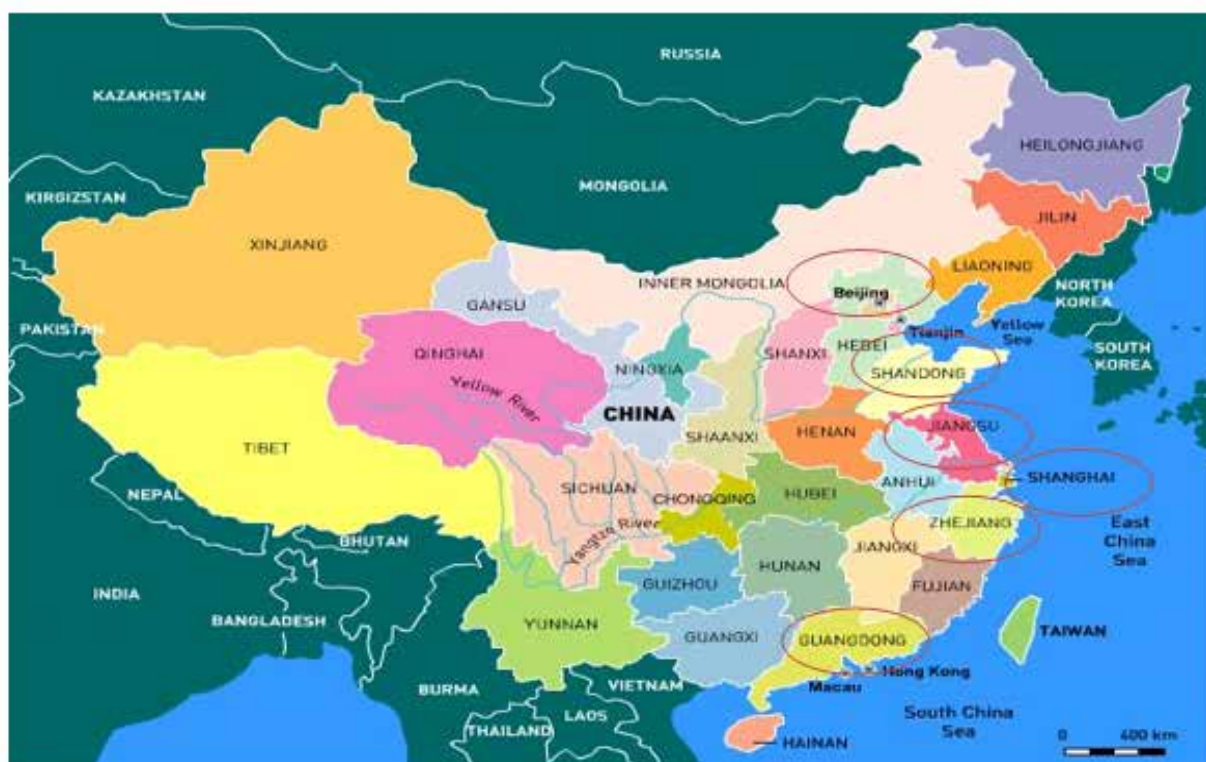 RUSSIA
KAZAKHSTAN
HEILONGJIANG
MONGOLIA
KIRGIZSTAN
JILIN
XINJIANG
LIAONING
INNER MONGOLIA
Beijing
NORTH
KOREA
GANSU
PAKISTAN
Tianjin
Yellow
Sea
QINGHAI
SHANXI
HEBEI
SOUTH
KOREA
NINGXIA
SHANDONG
Yellow River
CHINA
JIANGSU
HENAN
SHAANXI
TIBET
SHANGHAI
ANHUI
SICHUAN
NEPAL
CHONGQING
HUBEI
ZHEJIANG
East
China
Sea
Yangtze River
BHUTAN
JIANGXI
HUNAN
GUIZHOU
FUJIAN
INDIA
BANGLADESH
YUNNAN
GUANGXI
GUANGDONG
TAIWAN
Hong Kong
Macau
BURMA
VIETNAM
LAOS
THAILAND
South China
Sea
HAINAN
0 400 km